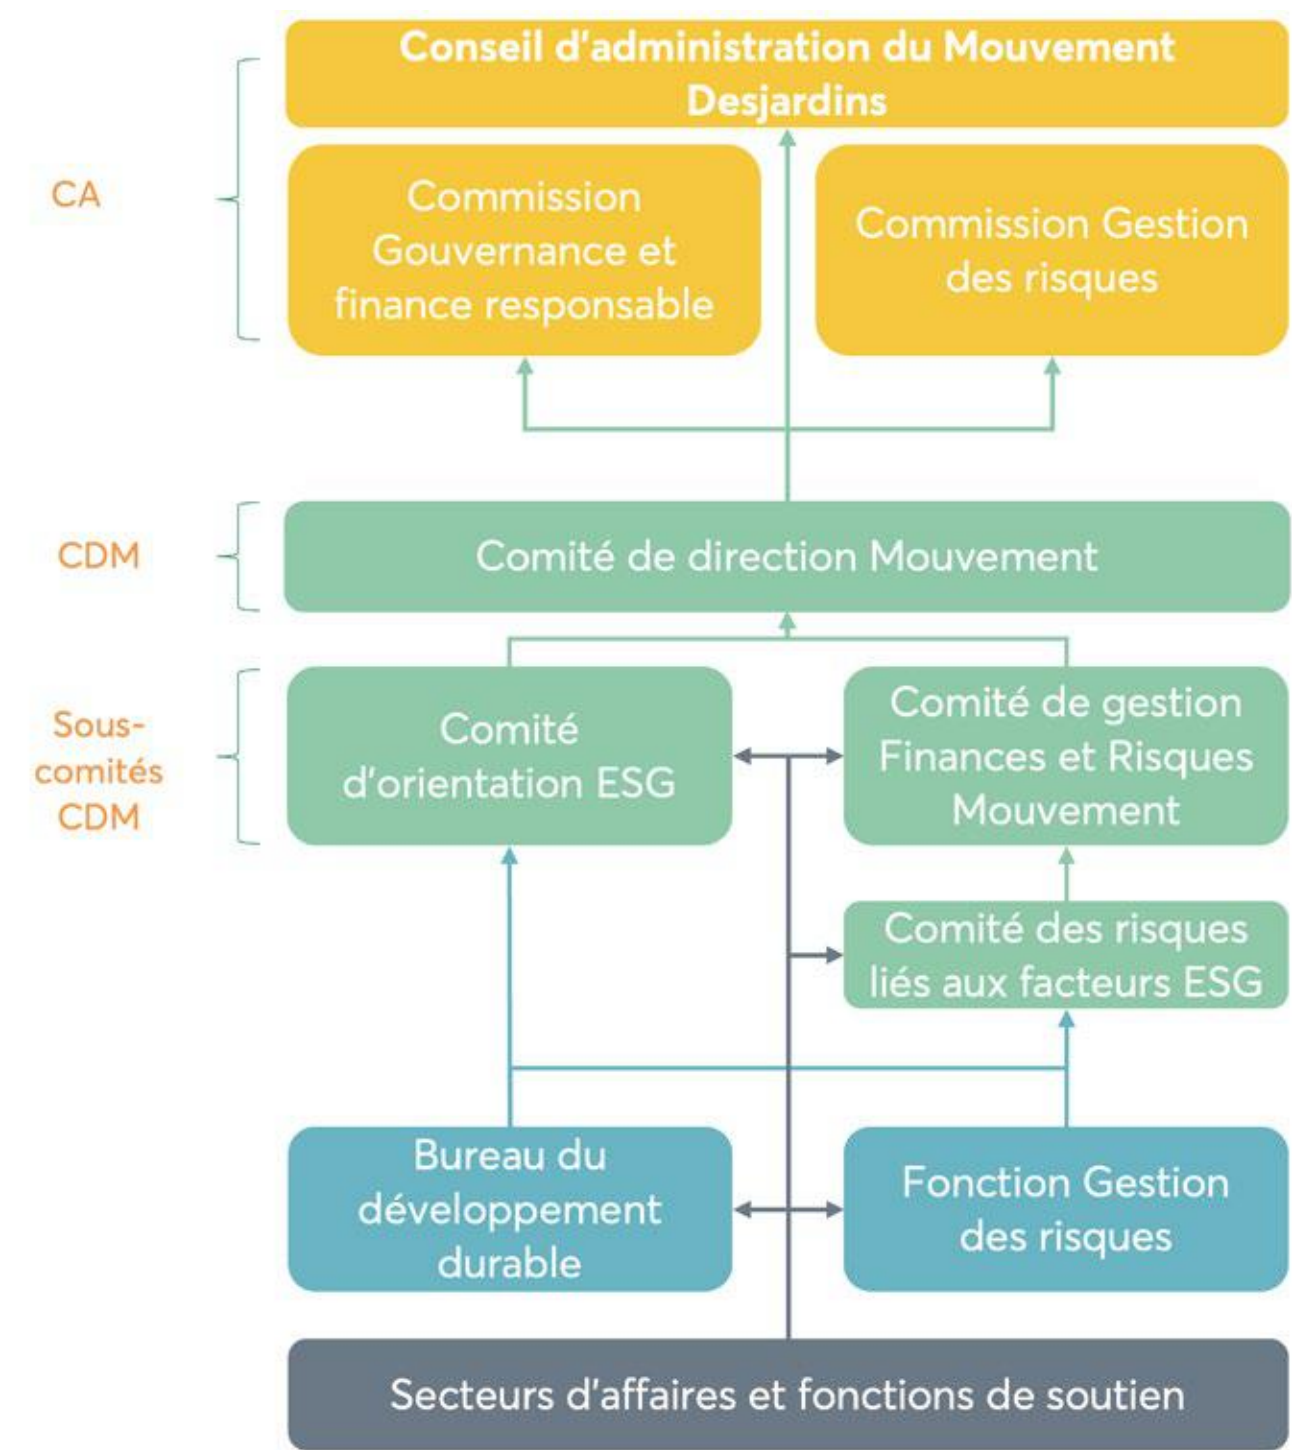 Conseil d'administration du Mouvement
Desjardins
CA
Commission
Gouvernance et
finance responsable
Commission Gestion
des risques
CDM
Comité de direction Mouvement
Sous-
comités
CDM
Comité
d'orientation ESG
Comité de gestion
Finances et Risques
Mouvement
Comité des risques
liés aux facteurs ESG
Bureau du
développement
durable
Fonction Gestion
des risques
Secteurs d'affaires et fonctions de soutien